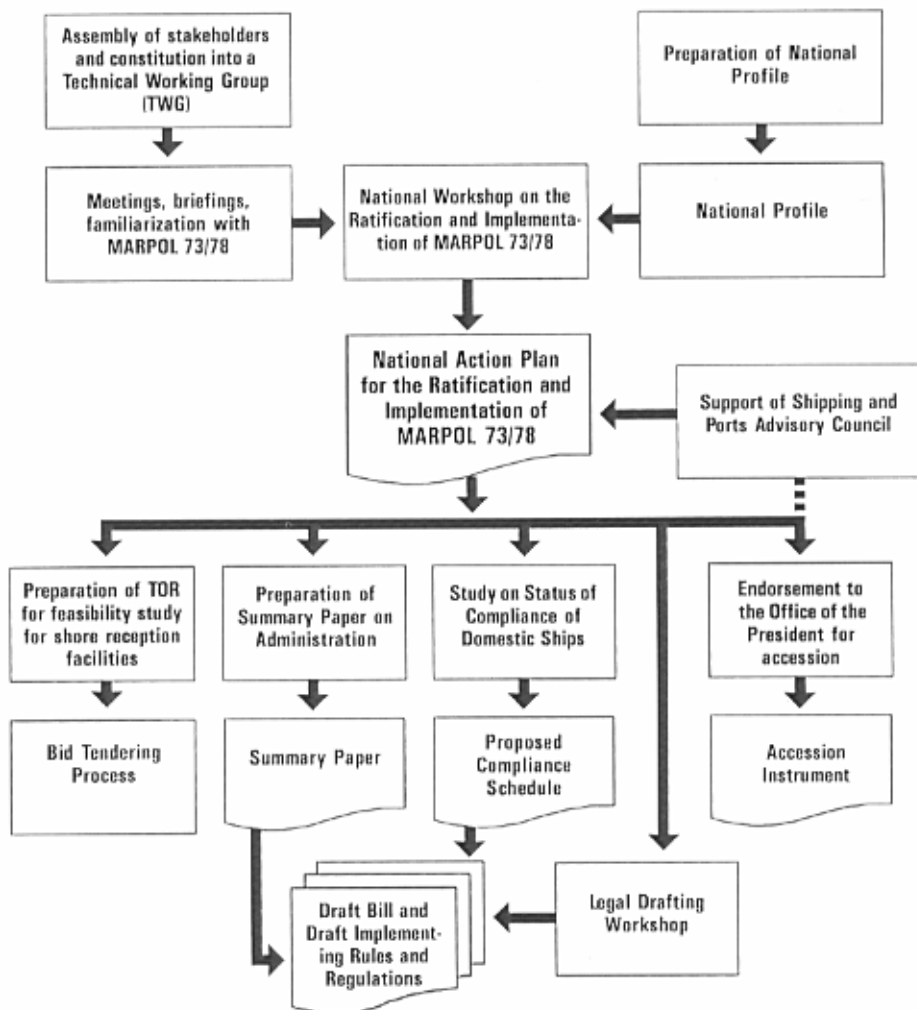 Assembly of stakeholders
and constitution into a
Technical Working Group
(TWG)
Preparation of National
Profile
Meetings, briefings,
familiarization with
MARPOL 73/78
National Workshop on the
Ratification and Implementa-
tion of MARPOL 73/78
National Profile
National Action Plan
for the Ratification and
Implementation of
MARPOL 73/78
Support of Shipping and
Ports Advisory Council
Preparation of TOR
for feasibility study
for shore reception
facilities
Preparation of
Summary Paper on
Administration
Study on Status of
Compliance of
Domestic Ships
Endorsement to
the Office of the
President for
accession
Bid Tendering
Process
Summary Paper
Proposed
Compliance
Schedule
Accession
Instrument
Draft Bill and
Draft Implement-
ing Rules and
Regulations
Legal Drafting
Workshop